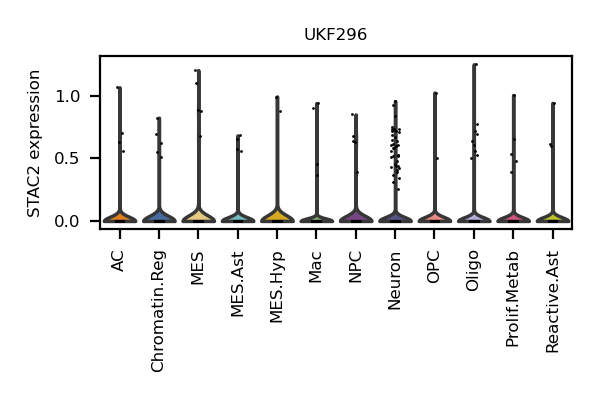 UKF296
STAC2 expression
1.0
0.5
0.0
AC
Chromatin.Reg
MES
MES.Ast
MES.Hyp
Mac
NPC
Neuron
OPC
Oligo
Prolif.Metab
Reactive.Ast